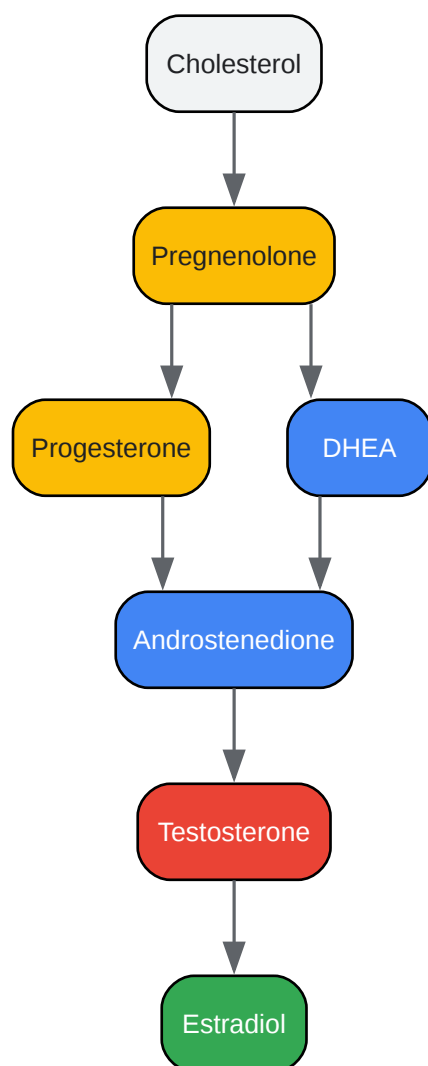 Cholesterol
Pregnenolone
Progesterone
DHEA
Androstenedione
Testosterone
Estradiol